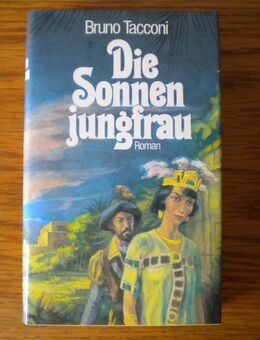 Bruno Tacconi
Die
Sonnen
jungfrau
Roman